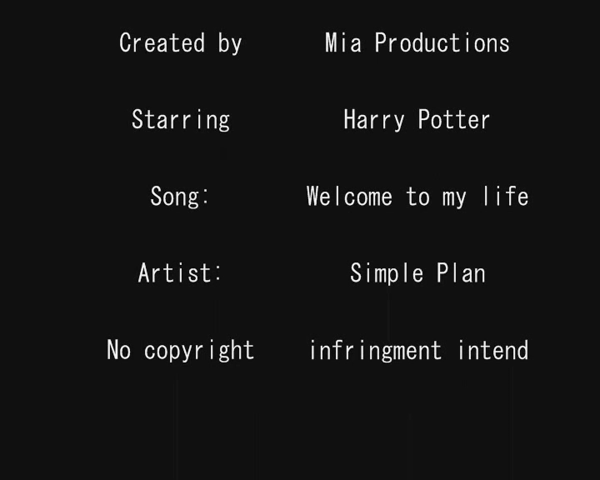 Created by Mia Productions
Starring Harry Potter
Song: Welcome to my life
Artist: Simple Plan
No copyright infringment intend